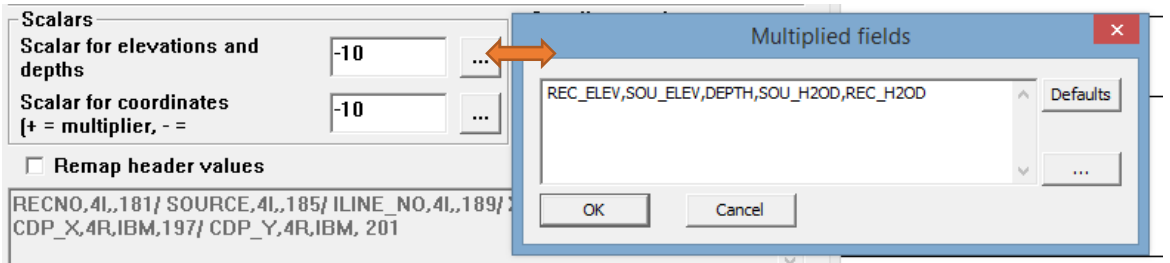 Scalars
Scalar for elevations and
depths
-10
...
Scalar for coordinates
(+ = multiplier, - =
-10
...
Remap header values
RECNO,4I,,181/ SOURCE,4I,,185/ ILINE_NO,4I,,189/
CDP_X,4R,IBM,197/ CDP_Y,4R,IBM, 201
Multiplied fields
REC_ELEV,SOU_ELEV,DEPTH,SOU_H2OD,REC_H2OD
Defaults
...
OK
Cancel